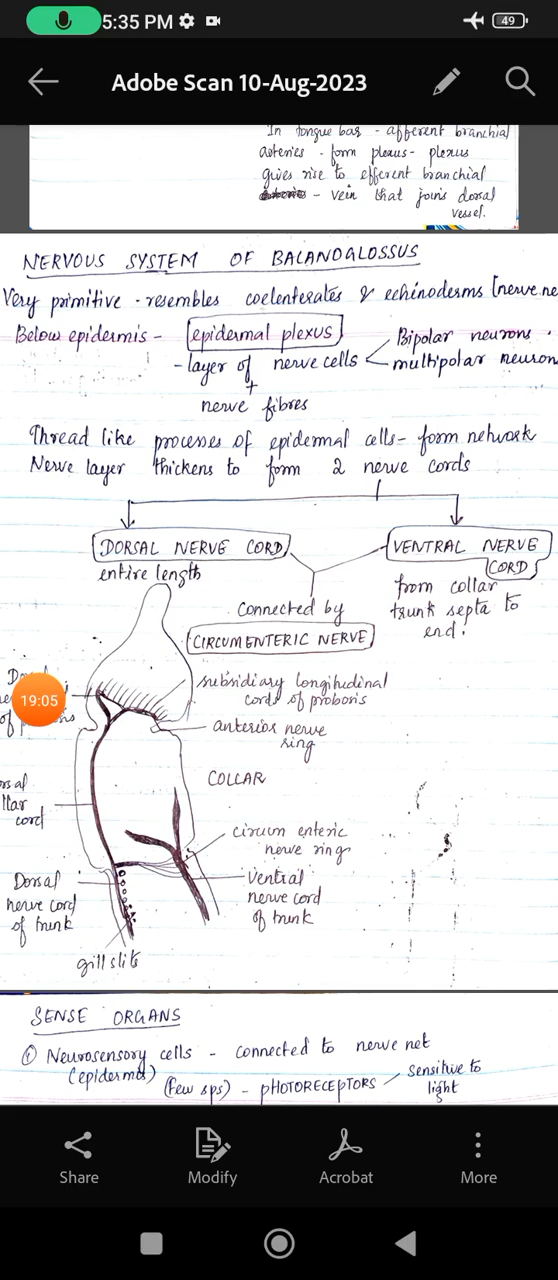 5:35 PM
49
Adobe Scan 10-Aug-2023
In tongue bar - afferent branchial
arteries - form plexus - plexus
gives rise to efferent branchial
- vein that joins dorsal
vessel.
NERVOUS SYSTEM OF BALANOGLOSSUS
Very primitive - resembles coelenterates & echinoderms [nerve ne
Below epidermis - epidermal plexus
Bipolar neurons
- layer of nerve cells
multipolar neuron
+
nerve fibres
Thread like processes of epidermal cells - form network
Nerve layer thickens to form 2 nerve cords
DORSAL NERVE CORD
VENTRAL NERVE
CORD
entire length
from collar
trunk septa to
end.
Connected by
CIRCUMENTERIC NERVE
subsidiary longitudinal
cords of proboris
19:05
anterior nerve
ring
COLLAR
cord
circum enteric
nerve ring
Dorsal
nerve cord
of trunk
Ventral
nerve cord
of trunk
gill slits
SENSE ORGANS
① Neurosensory cells - connected to nerve net
(epidermis)
(Few sps) - PHOTORECEPTORS
Sensitive to
light
Share
Modify
Acrobat
More